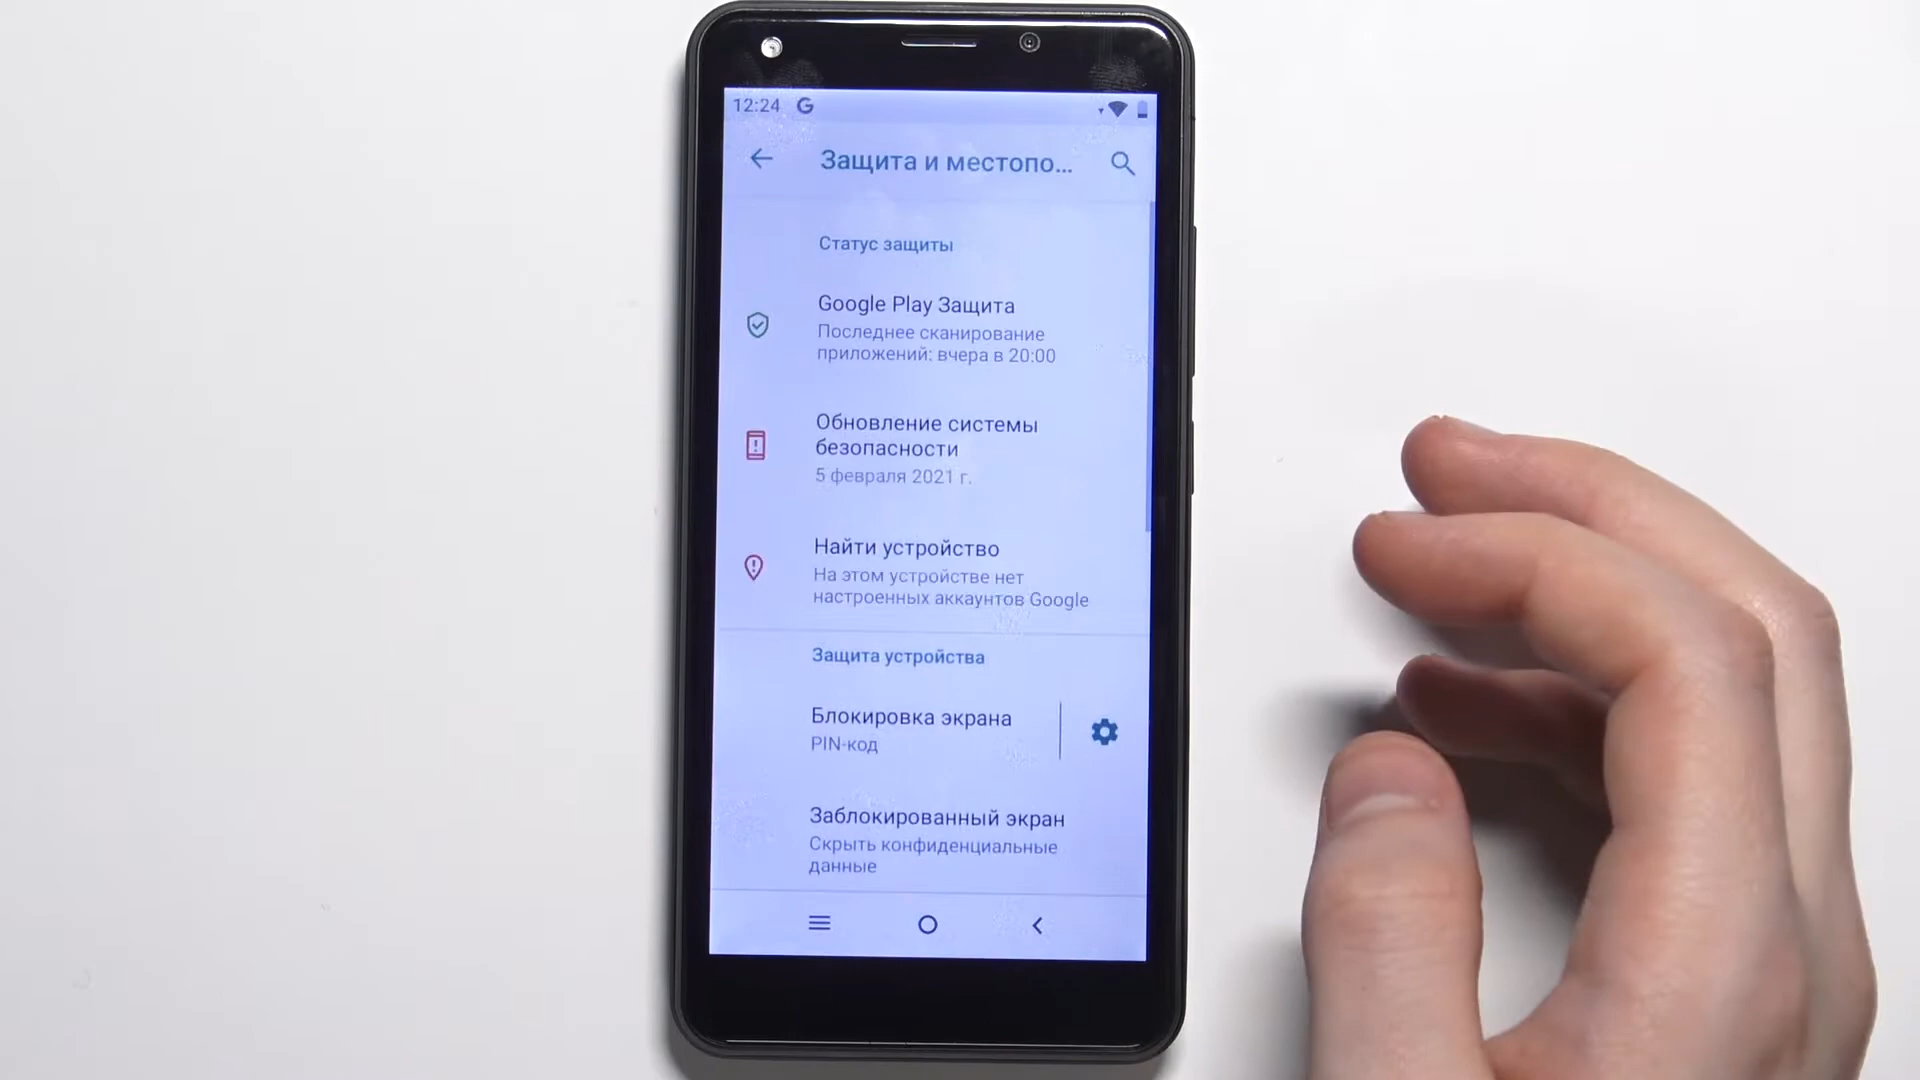 12:24 G
Защита и местопо...
Статус защиты
Google Play Защита
Последнее сканирование
приложений: вчера в 20:00
Обновление системы
безопасности
5 февраля 2021 г.
Найти устройство
На этом устройстве нет
настроенных аккаунтов Google
Защита устройства
Блокировка экрана
PIN-код
Заблокированный экран
Скрыть конфиденциальные
данные